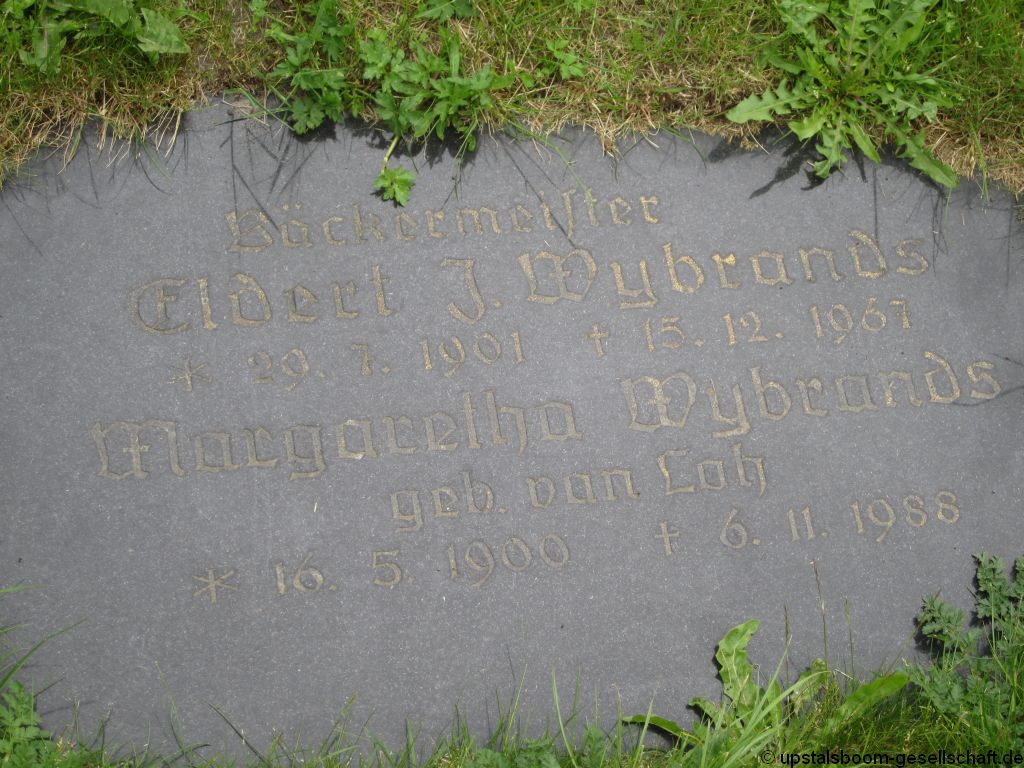 Bäckermeister
Eldert J. Wybrands
* 29. 7. 1901 † 15. 12. 1967
Margaretha Wybrands
geb. van Loh
* 16. 5. 1900 † 6. 11. 1988
© upstalsboom-gesellschaft.de